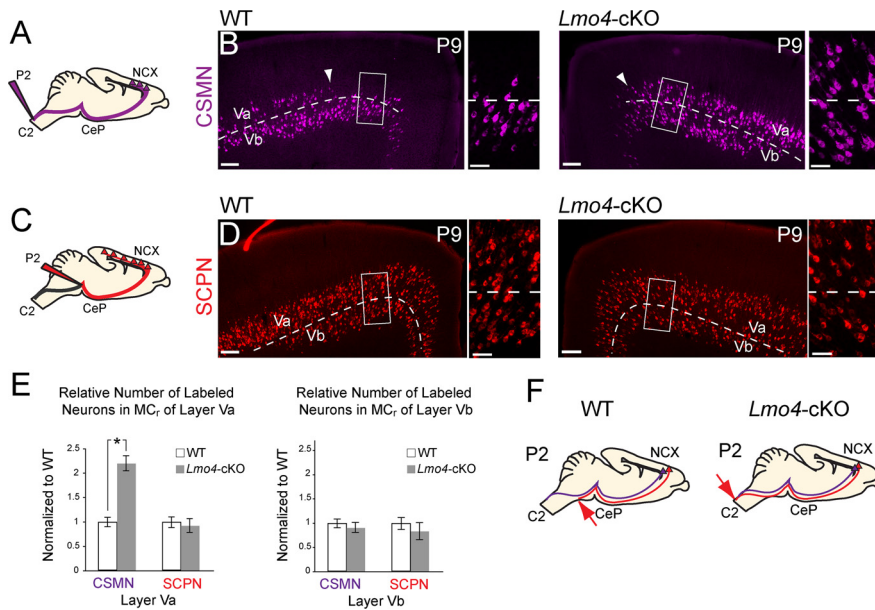 A
P2
NCX
C2
CeP
WT
Lmo4-cKO
B
P9
CSMN
Va
Vb
P9
Va
Vb
C
P2
NCX
C2
CeP
WT
Lmo4-cKO
D
P9
SCPN
Va
Vb
P9
Va
Vb
E
Relative Number of Labeled
Neurons in MCr of Layer Va
Normalized to WT
2.5
2
1.5
1
0.5
0
*
WT
Lmo4-cKO
CSMN
SCPN
Layer Va
Relative Number of Labeled
Neurons in MCr of Layer Vb
Normalized to WT
2.5
2
1.5
1
0.5
0
WT
Lmo4-cKO
CSMN
SCPN
Layer Vb
F
WT
Lmo4-cKO
P2
NCX
C2
CeP
P2
NCX
C2
CeP